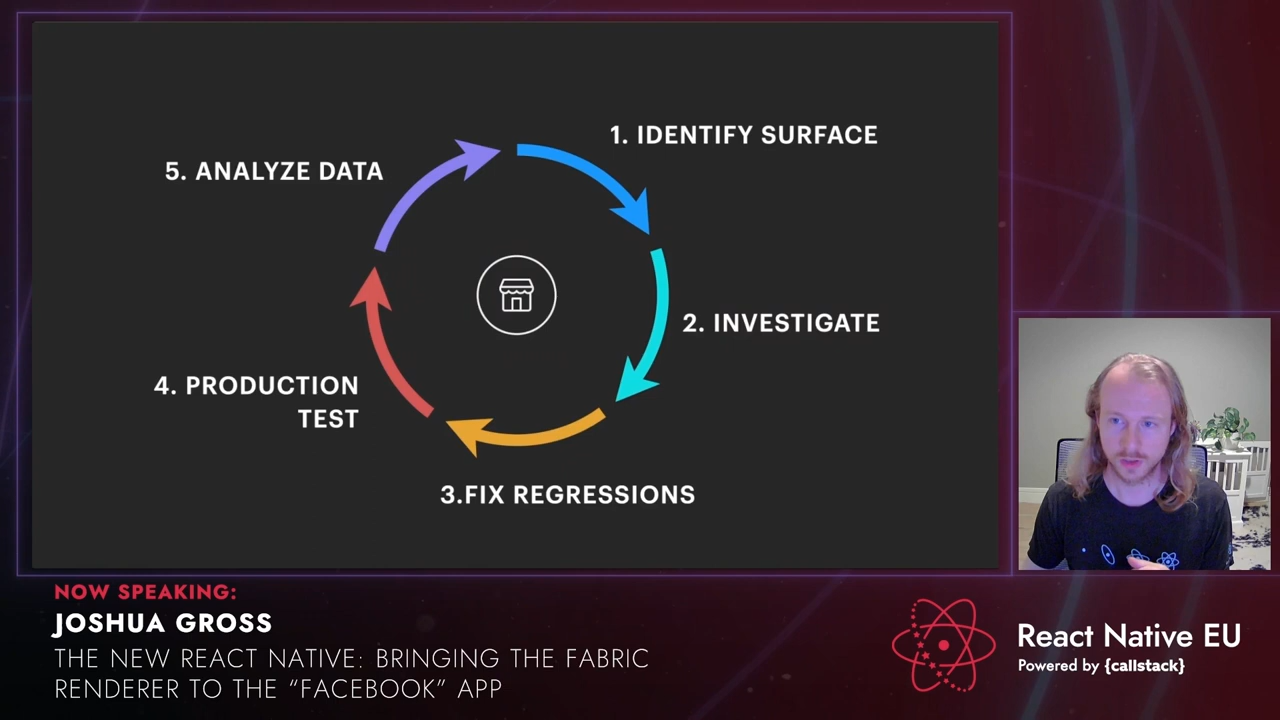 1. IDENTIFY SURFACE
2. INVESTIGATE
3.FIX REGRESSIONS
4. PRODUCTION
TEST
5. ANALYZE DATA
NOW SPEAKING:
JOSHUA GROSS
THE NEW REACT NATIVE: BRINGING THE FABRIC
RENDERER TO THE “FACEBOOK” APP
React Native EU
Powered by {callstack}